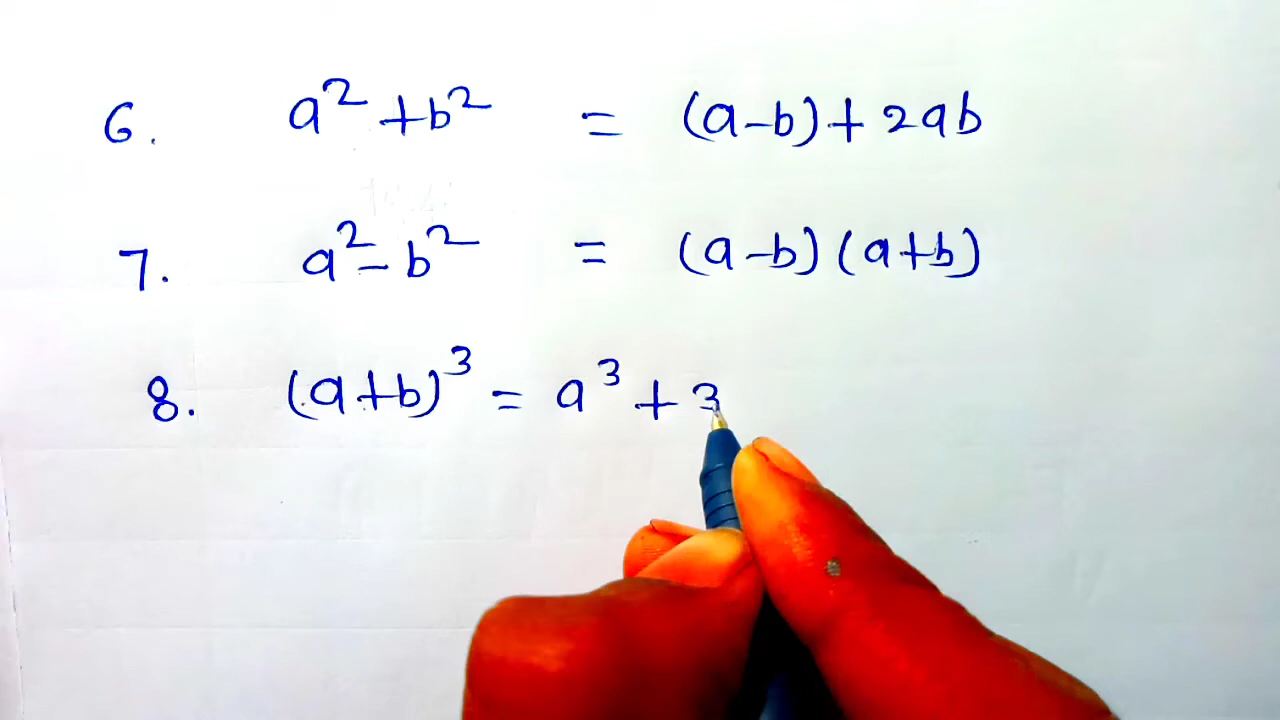 6. a² + b² = (a-b) + 2ab
7. a² - b² = (a-b) (a+b)
8. (a+b)³ = a³ + 3